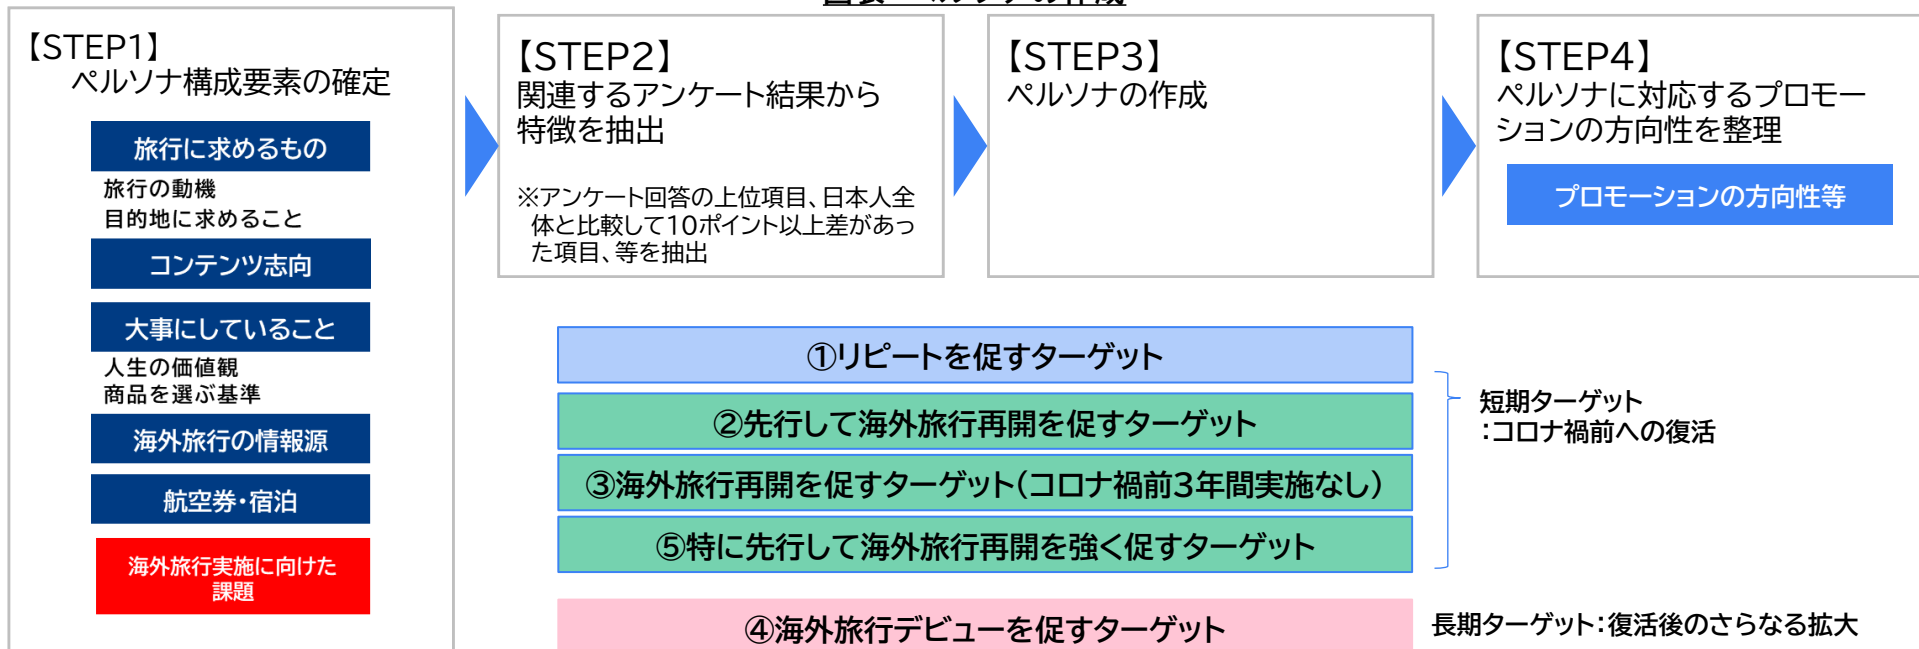 【STEP1】
ペルソナ構成要素の確定
旅行に求めるもの
旅行の動機
目的地に求めること
コンテンツ志向
大事にしていること
人生の価値観
商品を選ぶ基準
海外旅行の情報源
航空券・宿泊
海外旅行実施に向けた
課題
【STEP2】
関連するアンケート結果から
特徴を抽出
※アンケート回答の上位項目、日本人全
体と比較して10ポイント以上差があっ
た項目、等を抽出
【STEP3】
ペルソナの作成
【STEP4】
ペルソナに対応するプロモー
ションの方向性を整理
プロモーションの方向性等
①リピートを促すターゲット
②先行して海外旅行再開を促すターゲット
③海外旅行再開を促すターゲット(コロナ禍前3年間実施なし)
⑤特に先行して海外旅行再開を強く促すターゲット
短期ターゲット
:コロナ禍前への復活
④海外旅行デビューを促すターゲット
長期ターゲット:復活後のさらなる拡大